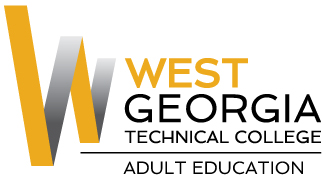 WEST
GEORGIA
TECHNICAL COLLEGE
ADULT EDUCATION